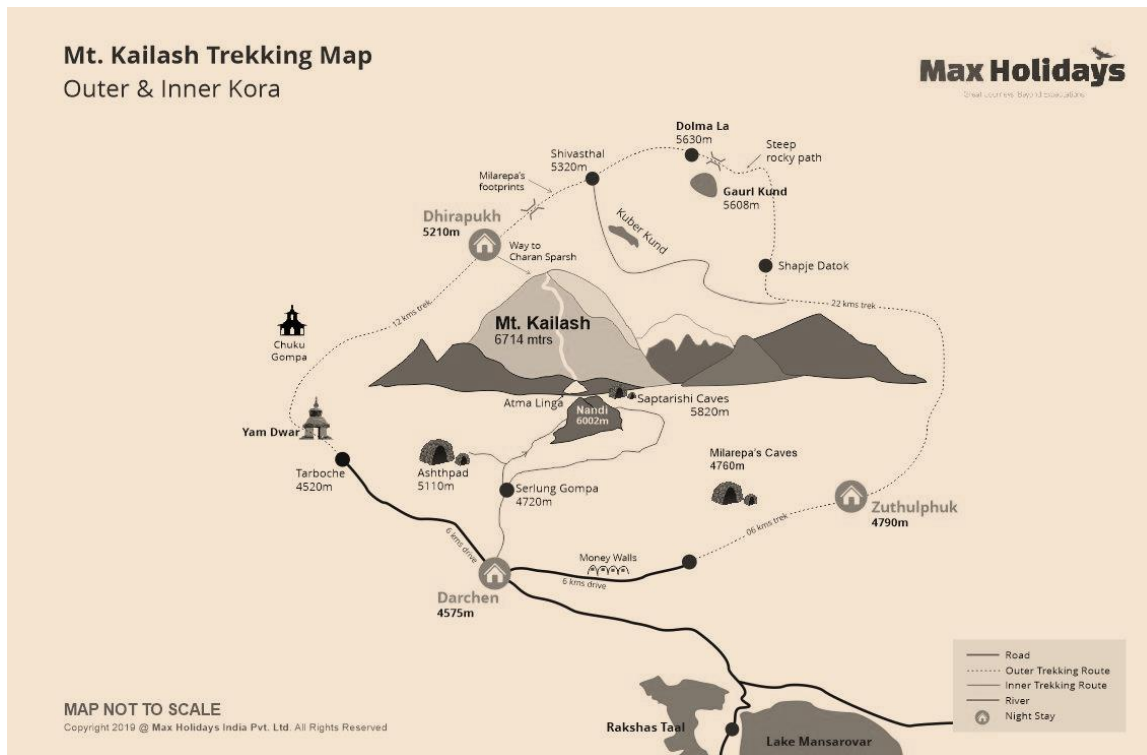 Mt. Kailash Trekking Map
Outer & Inner Kora
Max Holidays
Great Journeys Beyond Expectations
Dolma La
5630m
Steep
rocky path
Shivasthal
5320m
Milarepa's
footprints
Gauri Kund
5608m
Dhirapukh
5210m
Kuber Kund
Way to
Charan Sparsh
Shapje Datok
12 kms trek
22 kms trek
Chuku
Gompa
Mt. Kailash
6714 mtrs
Atma Linga
Nandi
6002m
Saptarishi Caves
5820m
Yam Dwar
Tarboche
4520m
Ashthpad
5110m
Serlung Gompa
4720m
Milarepa's Caves
4760m
Zuthulphuk
4790m
06 kms trek
6 kms drive
Money Walls
6 kms drive
Darchen
4575m
Road
Outer Trekking Route
Inner Trekking Route
River
Night Stay
MAP NOT TO SCALE
Copyright 2019 @ Max Holidays India Pvt. Ltd. All Rights Reserved
Rakshas Taal
Lake Mansarovar